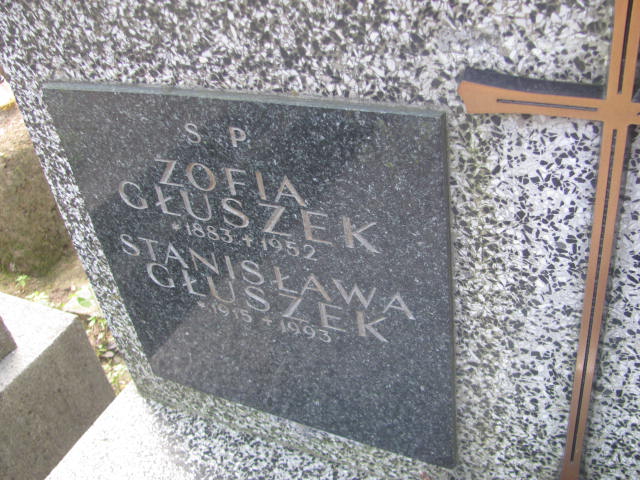 S P
ZOFIA
GŁUSZEK
*1883 +1952
STANISŁAWA
GŁUSZEK
*1915 +1993